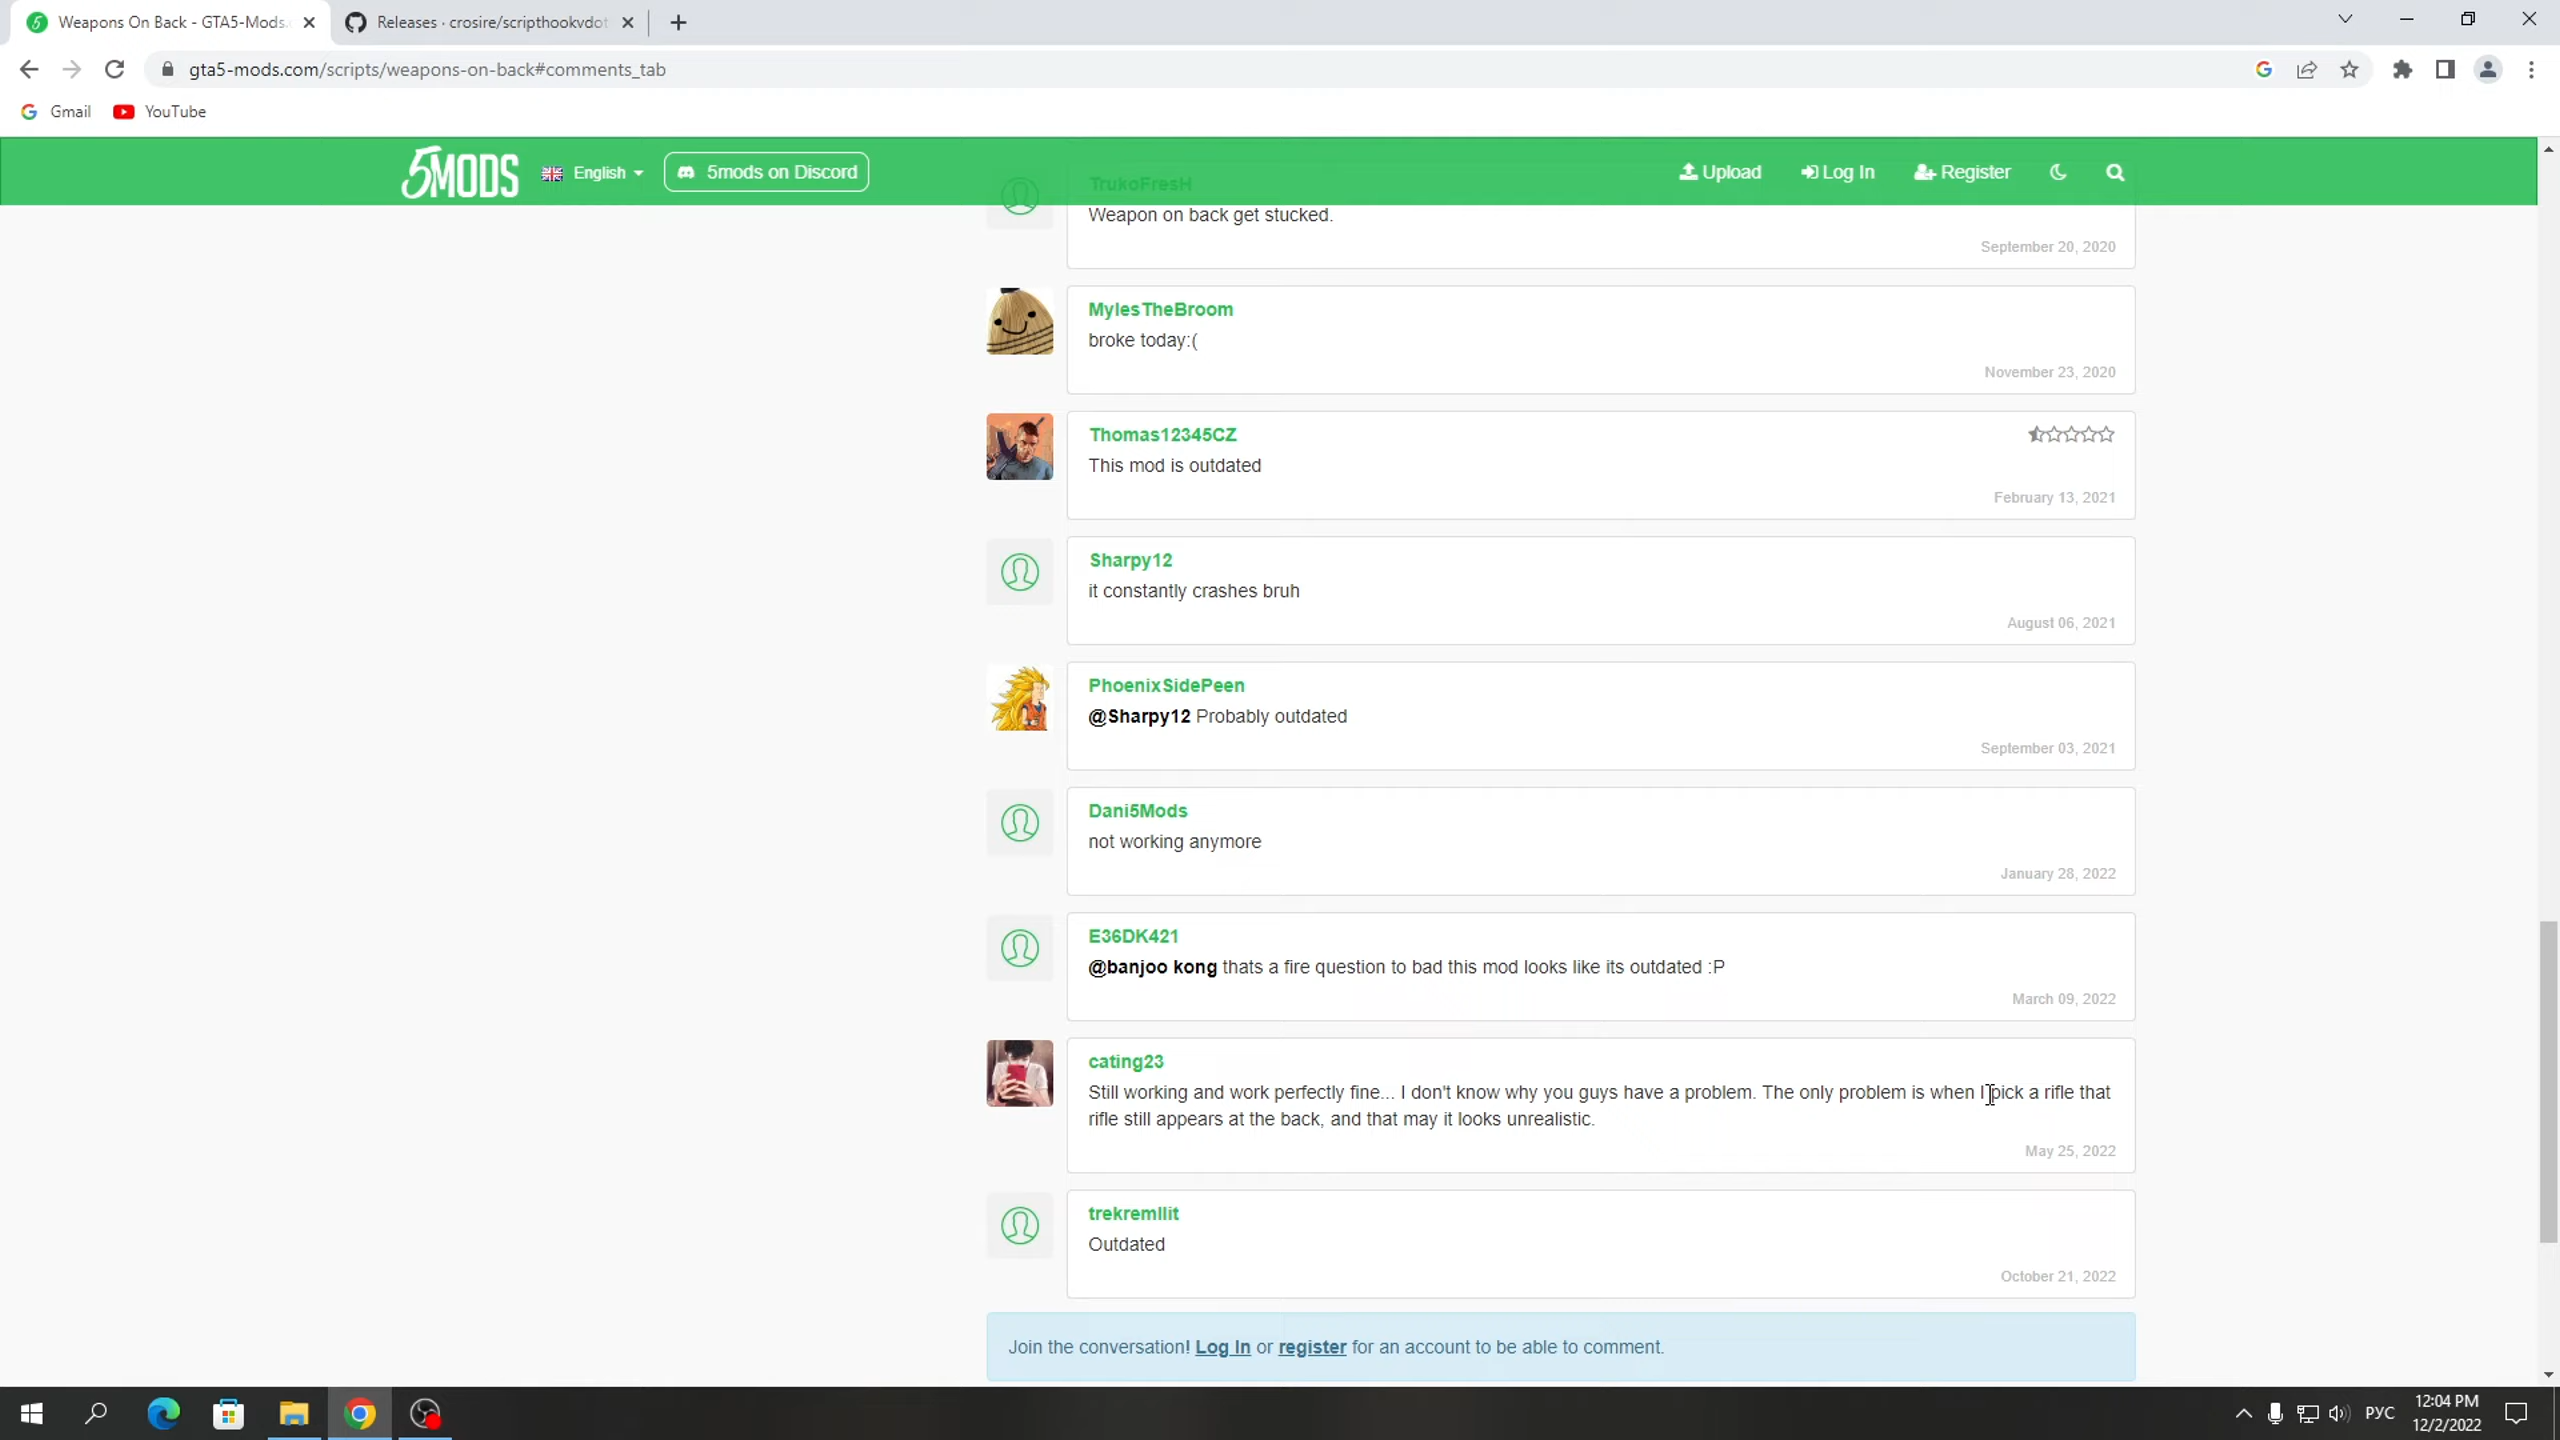 Weapons On Back - GTA5-Mods.
Releases · crosire/scripthookvdot
gta5-mods.com/scripts/weapons-on-back#comments_tab
Gmail
YouTube
5MODS
English
5mods on Discord
Upload
Log In
Register
TrukoFresH
Weapon on back get stucked.
September 20, 2020
MylesTheBroom
broke today:(
November 23, 2020
Thomas12345CZ
This mod is outdated
February 13, 2021
Sharpy12
it constantly crashes bruh
August 06, 2021
PhoenixSidePeen
@Sharpy12 Probably outdated
September 03, 2021
Dani5Mods
not working anymore
January 28, 2022
E36DK421
@banjoo kong thats a fire question to bad this mod looks like its outdated :P
March 09, 2022
cating23
Still working and work perfectly fine... I don't know why you guys have a problem. The only problem is when I pick a rifle that
rifle still appears at the back, and that may it looks unrealistic.
May 25, 2022
trekremllit
Outdated
October 21, 2022
Join the conversation! Log In or register for an account to be able to comment.
РУС
12:04 PM
12/2/2022